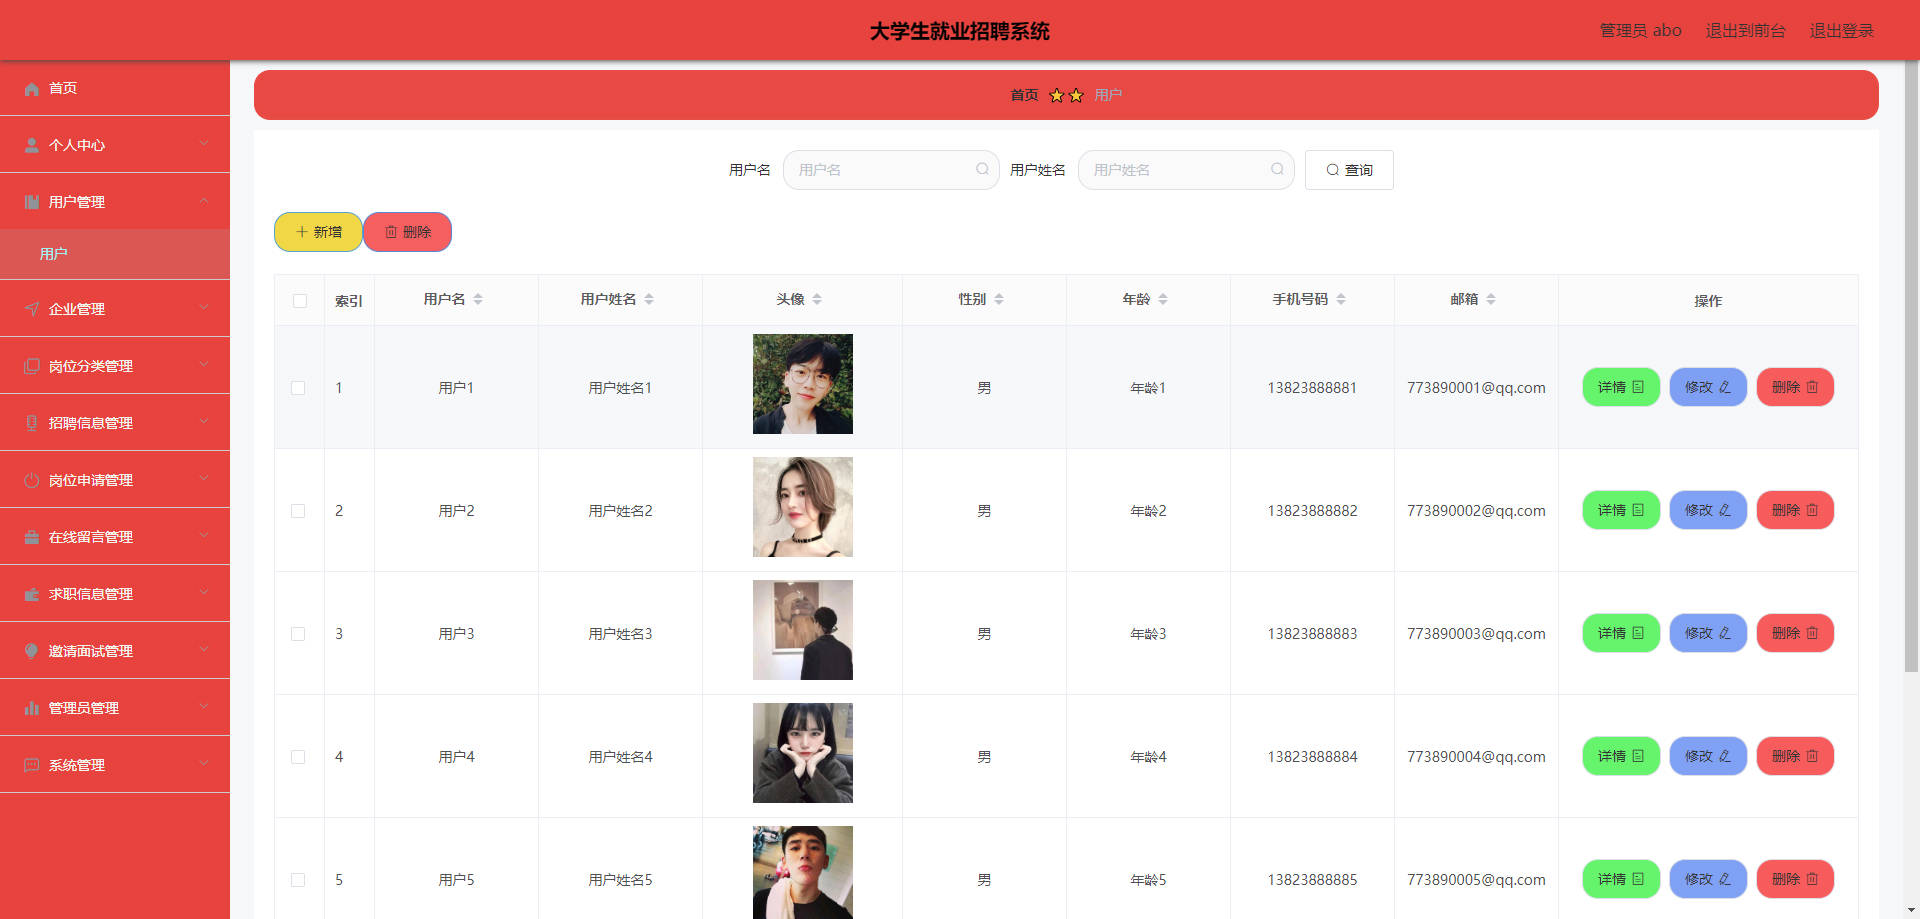 大学生就业招聘系统
管理员 abo 退出到前台 退出登录
首页
个人中心
用户管理
用户
企业管理
岗位分类管理
招聘信息管理
岗位申请管理
在线留言管理
求职信息管理
邀请面试管理
管理员管理
系统管理
首页 用户
用户名 用户名 用户姓名 用户姓名 查询
新增 删除
索引 用户名 用户姓名 头像 性别 年龄 手机号码 邮箱 操作
1 用户1 用户姓名1 男 年龄1 13823888881 773890001@qq.com 详情 修改 删除
2 用户2 用户姓名2 男 年龄2 13823888882 773890002@qq.com 详情 修改 删除
3 用户3 用户姓名3 男 年龄3 13823888883 773890003@qq.com 详情 修改 删除
4 用户4 用户姓名4 男 年龄4 13823888884 773890004@qq.com 详情 修改 删除
5 用户5 用户姓名5 男 年龄5 13823888885 773890005@qq.com 详情 修改 删除